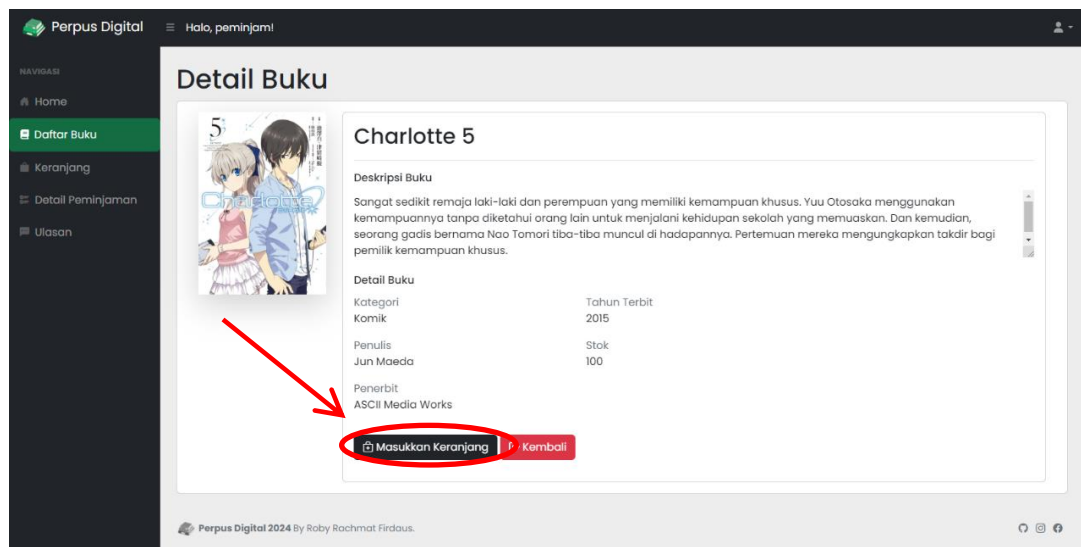 Perpus Digital
Halo, peminjam!
NAVIGASI
Home
Daftar Buku
Keranjang
Detail Peminjaman
Ulasan
Detail Buku
5
Charlotte
Charlotte 5
Deskripsi Buku
Sangat sedikit remaja laki-laki dan perempuan yang memiliki kemampuan khusus. Yuu Otosaka menggunakan
kemampuannya tanpa diketahui orang lain untuk menjalani kehidupan sekolah yang memuaskan. Dan kemudian,
seorang gadis bernama Nao Tomori tiba-tiba muncul di hadapannya. Pertemuan mereka mengungkapkan takdir bagi
pemilik kemampuan khusus.
Detail Buku
Kategori
Komik
Tahun Terbit
2015
Penulis
Jun Maeda
Stok
100
Penerbit
ASCII Media Works
Masukkan Keranjang
Kembali
Perpus Digital 2024 By Roby Rachmat Firdaus.